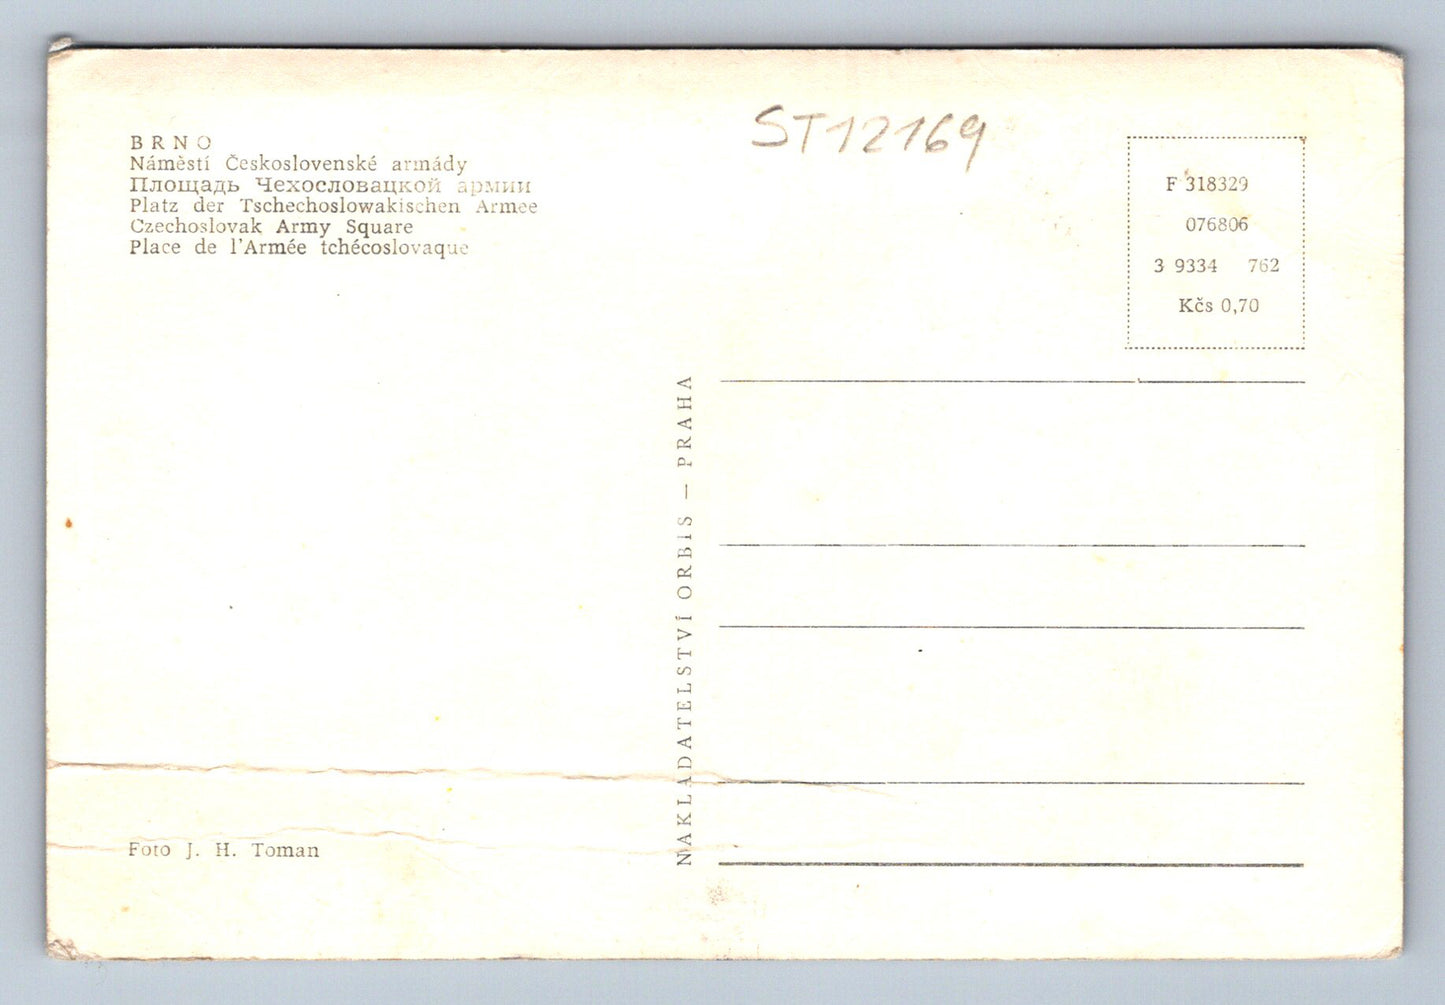 BRNO
Náměstí Československé armády
Площадь Чехословацкой армии
Platz der Tschechoslowakischen Armee
Czechoslovak Army Square
Place de l'Armée tchécoslovaque
ST12169
F 318329
076806
3 9334 762
Kčs 0,70
NAKLADATELSTVÍ ORBIS — PRAHA
Foto J. H. Toman